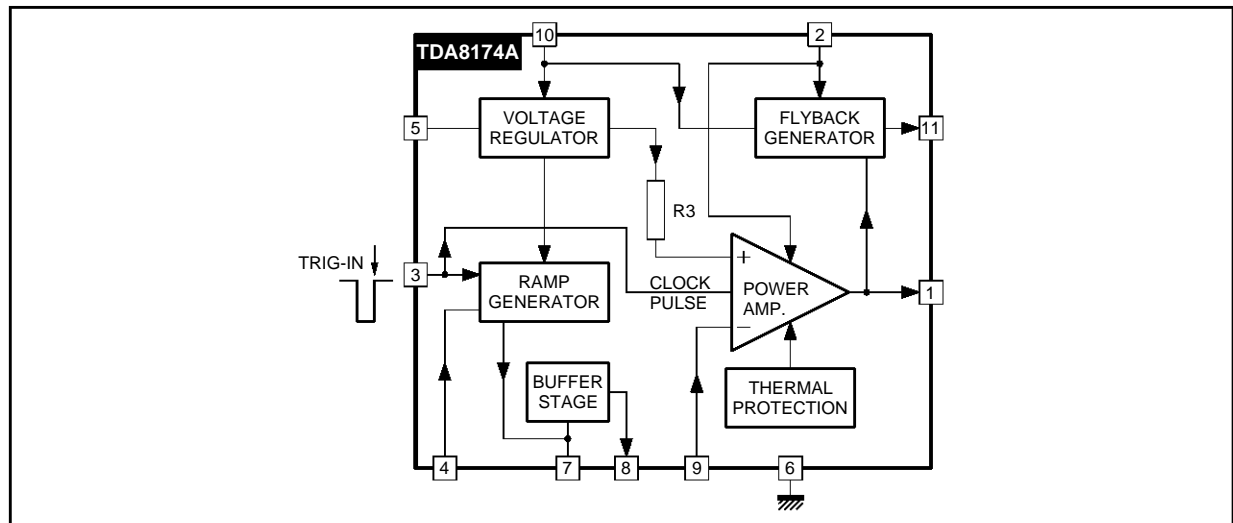 10
2
TDA8174A
5
VOLTAGE
REGULATOR
FLYBACK
GENERATOR
11
R3
TRIG-IN
3
+
RAMP
GENERATOR
CLOCK
PULSE
POWER
AMP.
1
−
BUFFER
STAGE
THERMAL
PROTECTION
4
7
8
9
6